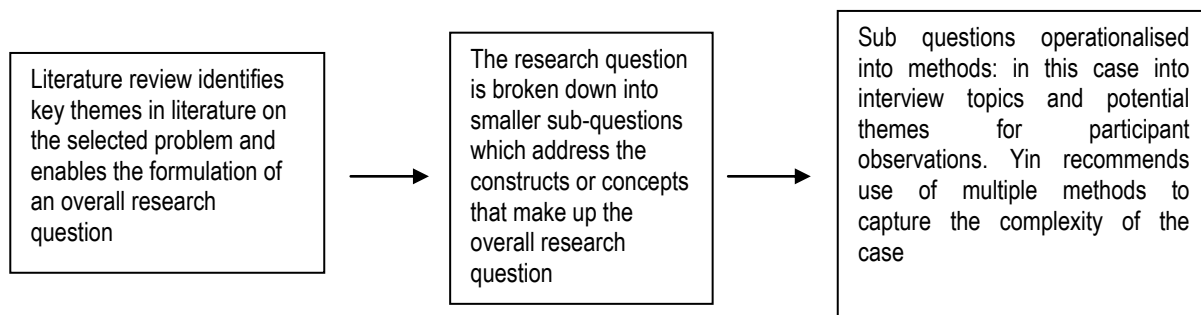 Literature review identifies
key themes in literature on
the selected problem and
enables the formulation of
an overall research
question
The research question
is broken down into
smaller sub-questions
which address the
constructs or concepts
that make up the
overall research
question
Sub questions operationalised
into methods: in this case into
interview topics and potential
themes for participant
observations. Yin recommends
use of multiple methods to
capture the complexity of the
case